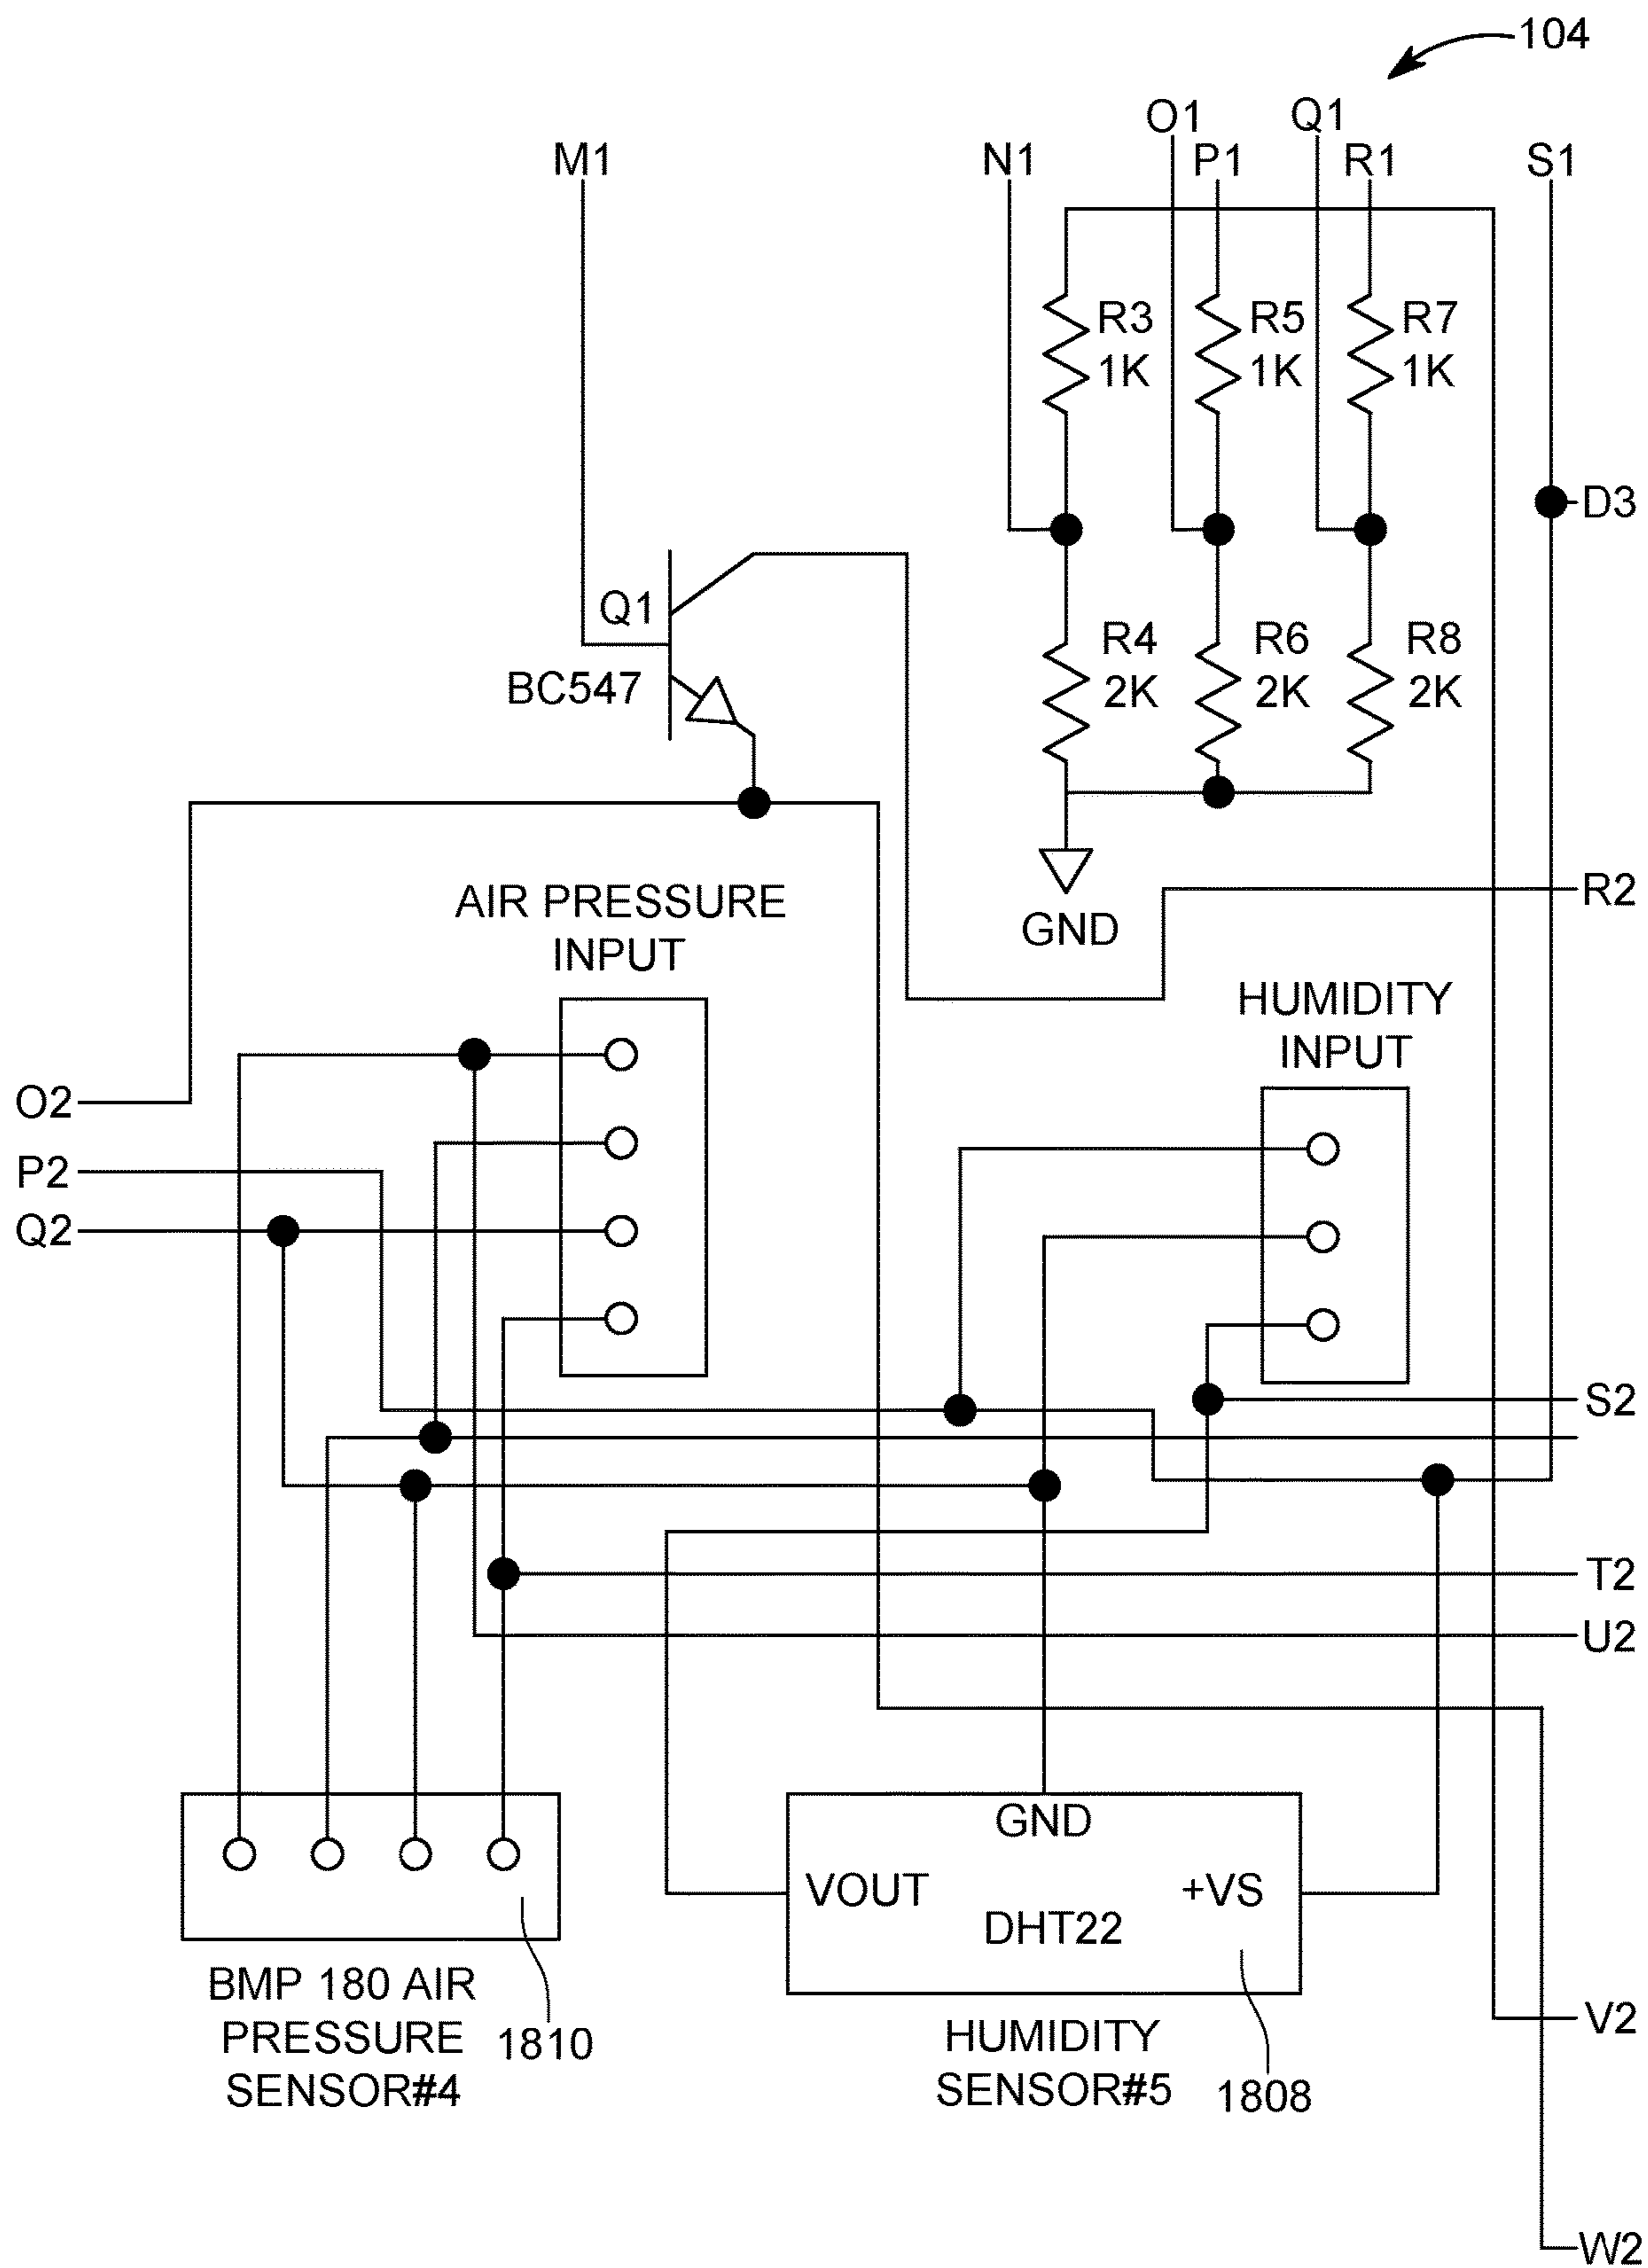 104
O1
Q1
M1
N1
P1
R1
S1
R3
1K
R5
1K
R7
1K
D3
Q1
BC547
R4
2K
R6
2K
R8
2K
R2
GND
AIR PRESSURE
INPUT
HUMIDITY
INPUT
O2
P2
Q2
S2
T2
U2
GND
VOUT
+VS
DHT22
BMP 180 AIR
PRESSURE
SENSOR#4
1810
HUMIDITY
SENSOR#5
1808
V2
W2